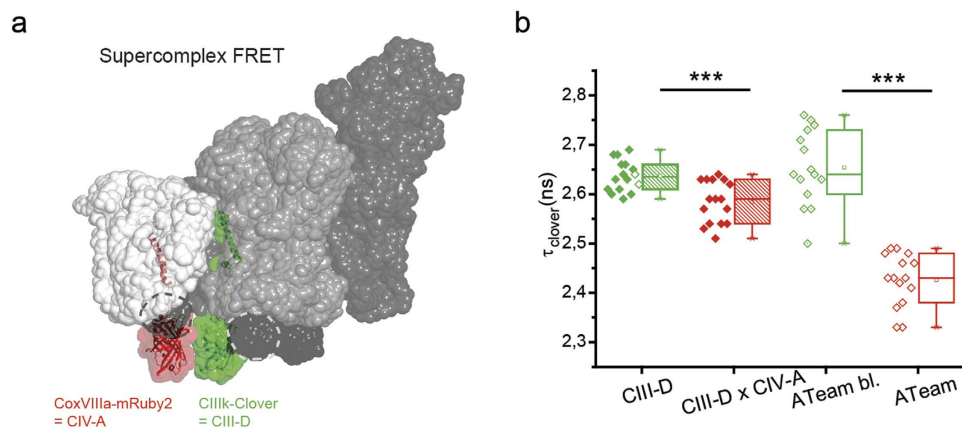 a
Supercomplex FRET
CoxVIIIa-mRuby2
= CIV-A
CIIIk-Clover
= CIII-D
b
***
***
2,8
2,7
2,6
2,5
2,4
2,3
τclover(ns)
CIII-D
CIII-D x CIV-A
ATeam bl.
ATeam